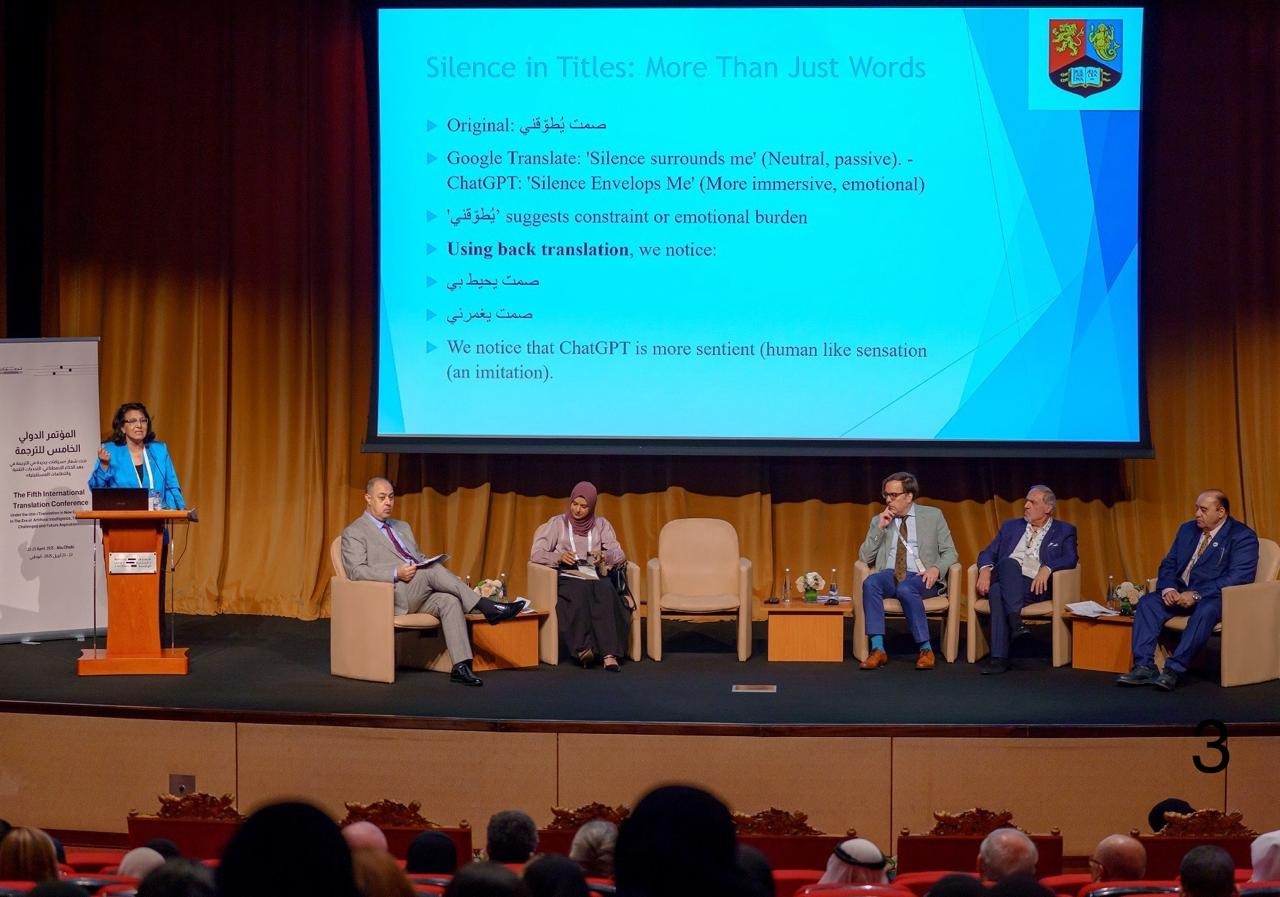 Silence in Titles: More Than Just Words
Original: صمت يُطوّقني
Google Translate: 'Silence surrounds me' (Neutral, passive). -
ChatGPT: 'Silence Envelops Me' (More immersive, emotional)
'يُطوّقني’ suggests constraint or emotional burden
Using back translation, we notice:
صمت يحيط بي
صمت يغمرني
We notice that ChatGPT is more sentient (human like sensation
(an imitation).
المؤتمر الدولي
الخامس للترجمة
The Fifth International
Translation Conference
Challenges and Future
3